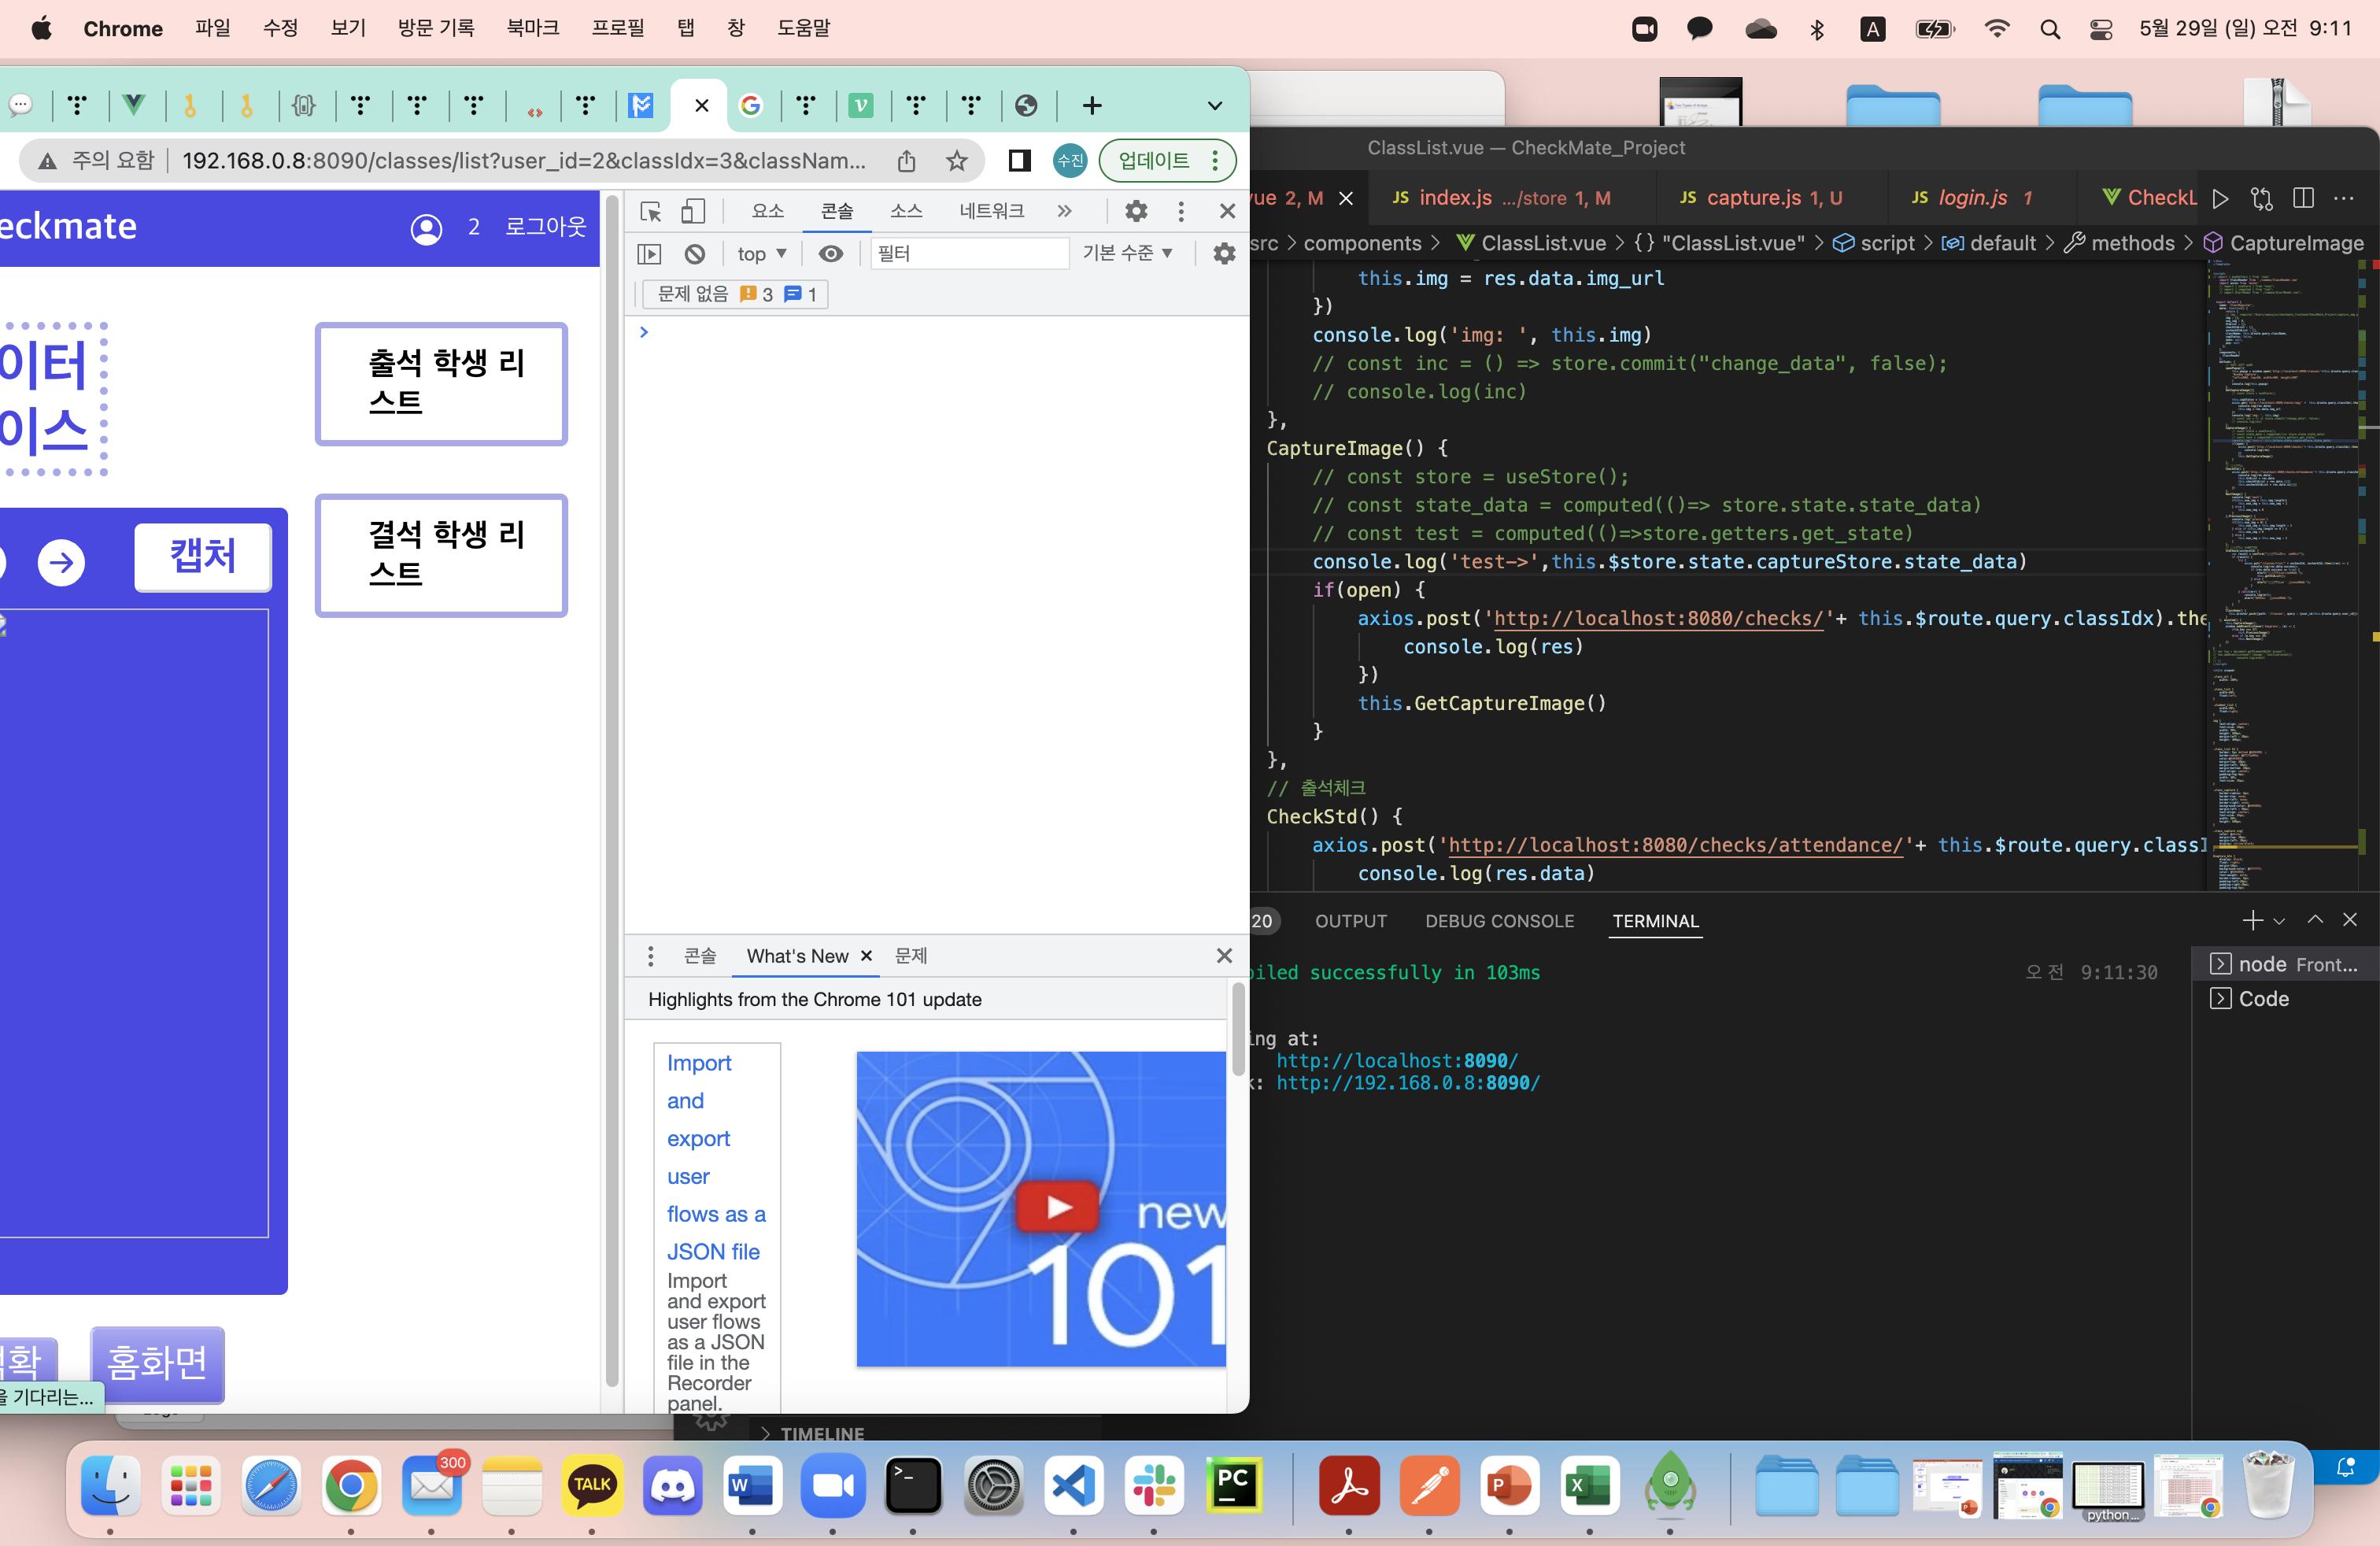 Chrome 파일 수정 보기 방문 기록 북마크 프로필 탭 창 도움말
A
5월 29일 (일) 오전 9:11
주의 요함 192.168.0.8:8090/classes/list?user_id=2&classIdx=3&classNam...
수진
업데이트
eckmate
2 로그아웃
이터
이스
출석 학생 리
스트
결석 학생 리
스트
캡처
홈화면
기다리는...
요소 콘솔 소스 네트워크
top 필터 기본 수준
문제 없음 3 1
콘솔 What's New 문제
Highlights from the Chrome 101 update
Import
and
export
user
flows as a
JSON file
Import
and export
user flows
as a JSON
file in the
Recorder
panel.
new
101
ClassList.vue — CheckMate_Project
vue 2, M JS index.js .../store 1, M JS capture.js 1, U JS login.js 1 CheckL
src > components > ClassList.vue > {} "ClassList.vue" > script > default > methods > CaptureImage
this.img = res.data.img_url
})
console.log('img: ', this.img)
// const inc = () => store.commit("change_data", false);
// console.log(inc)
},
CaptureImage() {
// const store = useStore();
// const state_data = computed(()=> store.state.state_data)
// const test = computed(()=>store.getters.get_state)
console.log('test->',this.$store.state.captureStore.state_data)
if(open) {
axios.post('http://localhost:8080/checks/'+ this.$route.query.classIdx).the
console.log(res)
})
this.GetCaptureImage()
}
},
// 출석체크
CheckStd() {
axios.post('http://localhost:8080/checks/attendance/'+ this.$route.query.classI
console.log(res.data)
20 OUTPUT DEBUG CONSOLE TERMINAL
piled successfully in 103ms 오전 9:11:30
ing at:
http://localhost:8090/
k: http://192.168.0.8:8090/
node Front...
Code
TIMELINE
300
TALK
W
PC
P
X
python...